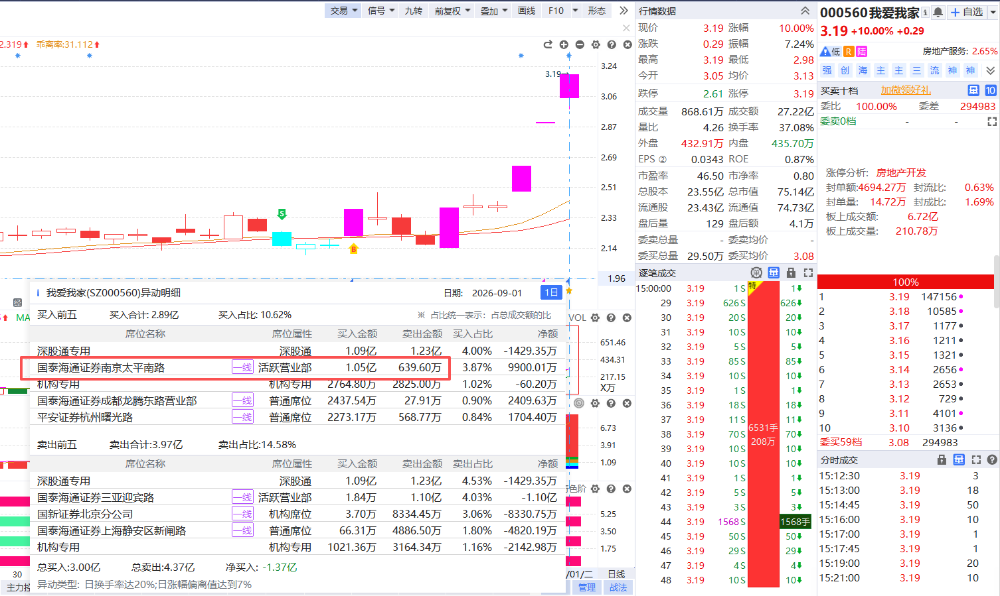 交易 信号 九转 前复权 叠加 画线 F10 形态
2.319 乖离率:31.112
3.19
3.24
3.06
2.87
2.69
2.51
2.33
2.14
1.96
S
B
我爱我家(SZ000560)异动明细 日期: 2026-09-01 1日
买入前五 买入合计: 2.89亿 买入占比: 10.62% ※ 占比统一表示: 占总成交额的比
席位名称 席位属性 买入金额 卖出金额 买入占比 净额
深股通专用 深股通 1.09亿 1.23亿 4.00% -1429.35万
国泰海通证券南京太平南路 一线 活跃营业部 1.05亿 639.60万 3.87% 9900.01万
机构专用 机构专用 2764.80万 2825.00万 1.02% -60.20万
国泰海通证券成都龙腾东路营业部 一线 普通席位 2437.54万 27.91万 0.90% 2409.63万
平安证券杭州曙光路 一线 普通席位 2273.17万 568.77万 0.84% 1704.40万
卖出前五 卖出合计:3.97亿 卖出占比:14.58%
席位名称 席位属性 买入金额 卖出金额 卖出占比 净额
深股通专用 深股通 1.09亿 1.23亿 4.53% -1429.35万
国泰海通证券三亚迎宾路 一线 活跃营业部 1.84万 1.10亿 4.03% -1.10亿
国新证券北京分公司 一线 机构席位 3.70万 8334.45万 3.06% -8330.75万
国泰海通证券上海静安区新闸路 一线 普通席位 66.31万 4886.50万 1.80% -4820.19万
机构专用 机构专用 1021.36万 3164.34万 1.16% -2142.98万
总买入:3.00亿 总卖出:4.37亿 净买入: -1.37亿
异动类型: 日换手率达20%;日涨幅偏离值达到7%
MA
VOL
651.46
434.31
217.15
X万
6.73
3.91
1.09
色阶
5.25
3.50
1.75
30
/01/二 日线
主力控
管理 战法
行情数据
现价 3.19 涨幅 10.00%
涨跌 0.29 振幅 7.24%
最高 3.19 最低 2.98
今开 3.05 均价 3.13
跌停 2.61 涨停 3.19
成交量 868.61万 成交额 27.22亿
量比 4.26 换手率 37.08%
外盘 432.91万 内盘 435.70万
EPS ② 0.0343 ROE 0.87%
市盈率 46.50 市净率 0.80
总股本 23.55亿 总市值 75.14亿
流通股 23.43亿 流通值 74.73亿
盘后量 129 盘后额 4.1万
委卖总量 - 委卖均价 -
委买总量 29.50万 委买均价 3.08
逐笔成交 量
15:00:00 3.19 1 S 特 1
29 3.19 626 S 626
30 3.19 20 S 20
31 3.19 10 S 10
32 3.19 5 S 5
33 3.19 85 S 85
34 3.19 10 S 10
35 3.19 1 S 1
36 3.19 18 S 18
37 3.19 11 S 11
6531手
38 3.19 70 S 70
208万
39 3.19 10 S 10
40 3.19 10 S 10
41 3.19 1 S 1
42 3.19 5 S 5
43 3.19 3 S 3
44 3.19 1568 S 1568手
45 3.19 50 S 50
46 3.19 29 S 29
47 3.19 4 S 4
48 3.19 10 S 10
000560我爱我家 自选
3.19 +10.00% +0.29
低 R 陆 房地产服务: 2.65%
强 创 海 主 主 三 流 神 神
买卖十档 加微领好礼 量 10
委比 100.00% 委差 294983
委卖0档 - -
涨停分析: 房地产开发
封单额:4694.27万 封流比: 0.63%
封单量: 14.72万 封成比: 1.69%
板上成交额: 6.72亿
板上成交量: 210.78万
100%
1 3.19 147156
2 3.18 10585
3 3.17 1177
4 3.16 1211
5 3.15 1321
6 3.14 2656
7 3.13 2653
8 3.12 729
9 3.11 4101
10 3.10 3136
委买59档 3.08 294983
分时成交 量
15:12:30 3.19 3
15:13:00 3.19 18
15:14:45 3.19 50
15:16:00 3.19 10
15:17:00 3.19 1
15:17:45 3.19 1
15:19:00 3.19 20
15:21:00 3.19 10